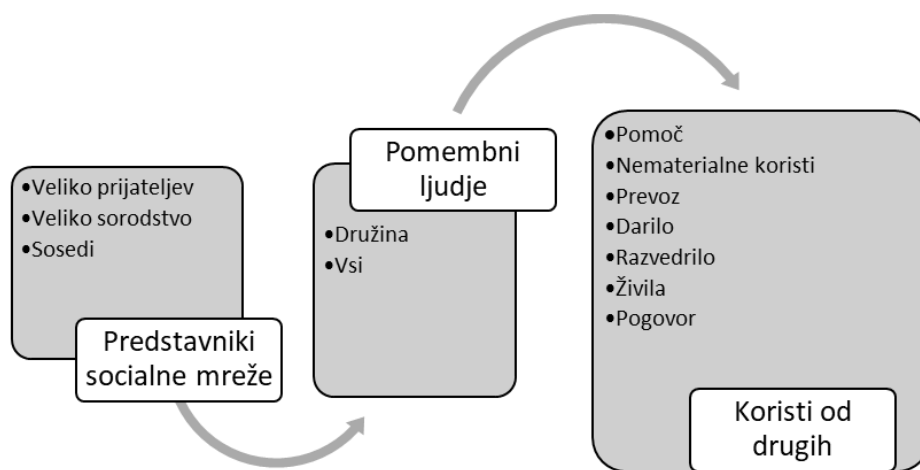 •Veliko prijateljev
•Veliko sorodstvo
•Sosedi
Predstavniki
socialne mreže
Pomembni
ljudje
•Družina
•Vsi
•Pomoč
•Nematerialne koristi
•Prevoz
•Darilo
•Razvedrilo
•Živila
•Pogovor
Koristi od
drugih